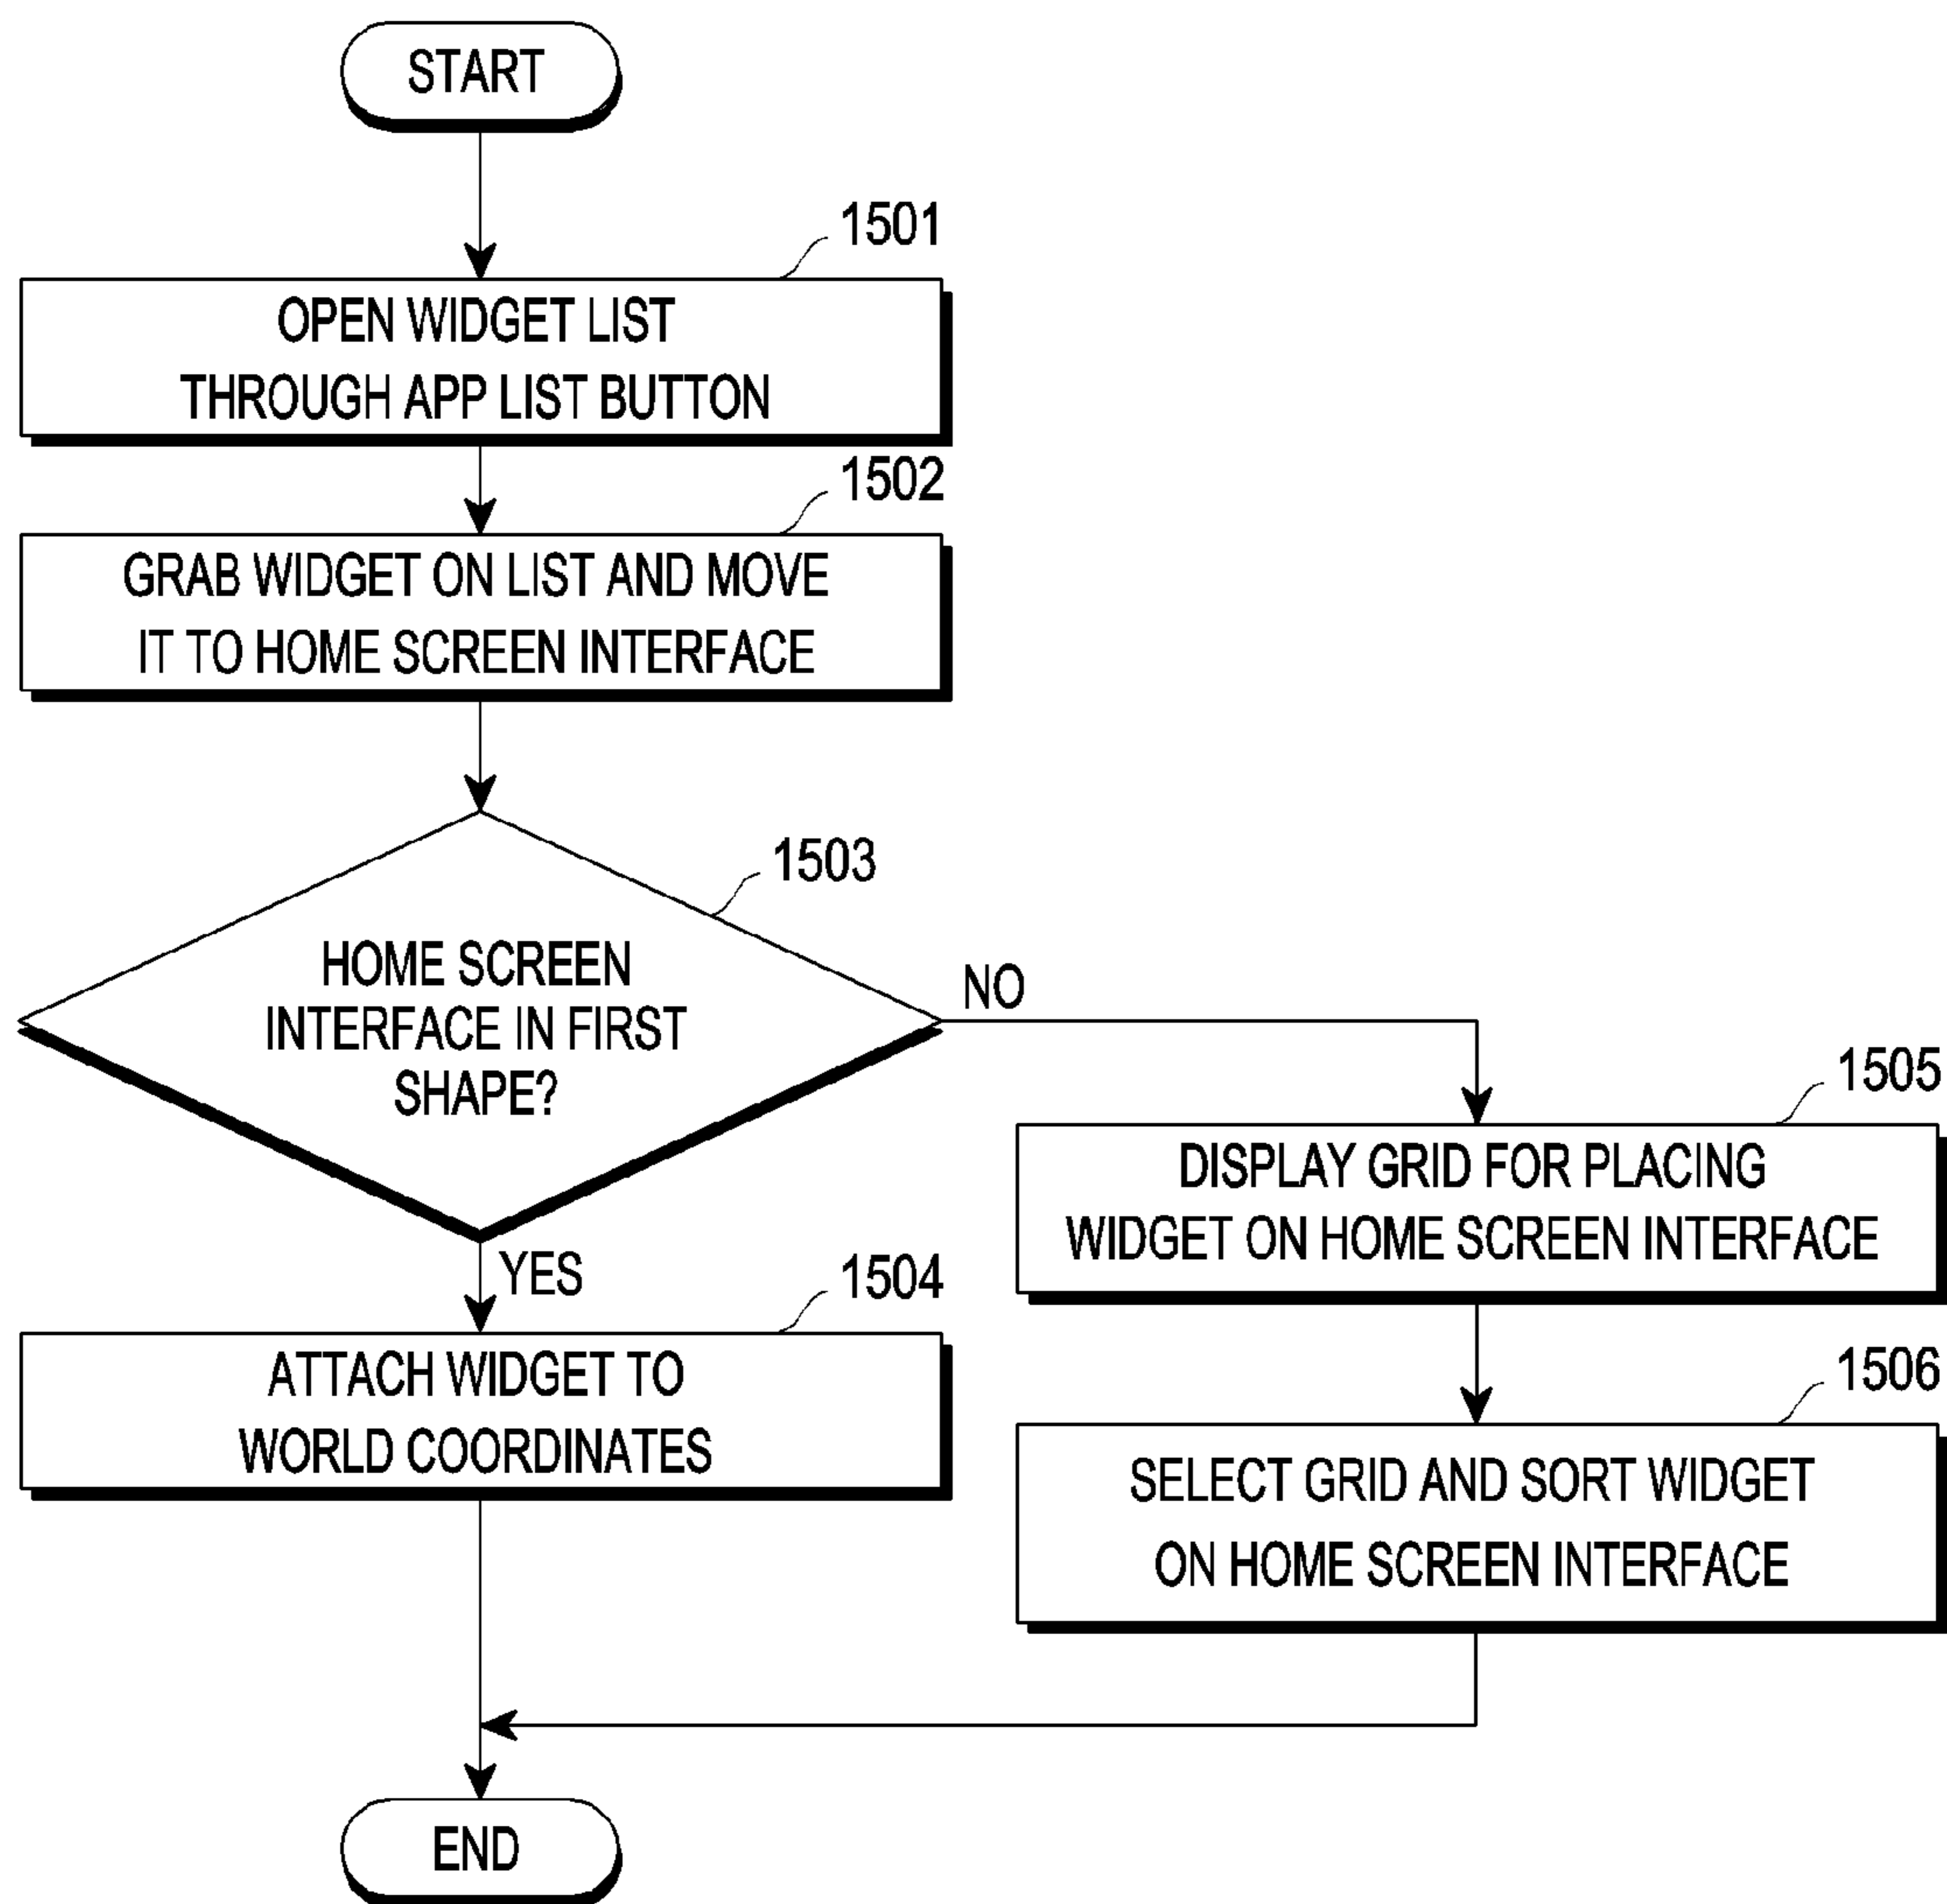 START
1501
OPEN WIDGET LIST
THROUGH APP LIST BUTTON
1502
GRAB WIDGET ON LIST AND MOVE
IT TO HOME SCREEN INTERFACE
1503
HOME SCREEN
INTERFACE IN FIRST
SHAPE?
NO
YES
1504
ATTACH WIDGET TO
WORLD COORDINATES
1505
DISPLAY GRID FOR PLACING
WIDGET ON HOME SCREEN INTERFACE
1506
SELECT GRID AND SORT WIDGET
ON HOME SCREEN INTERFACE
END